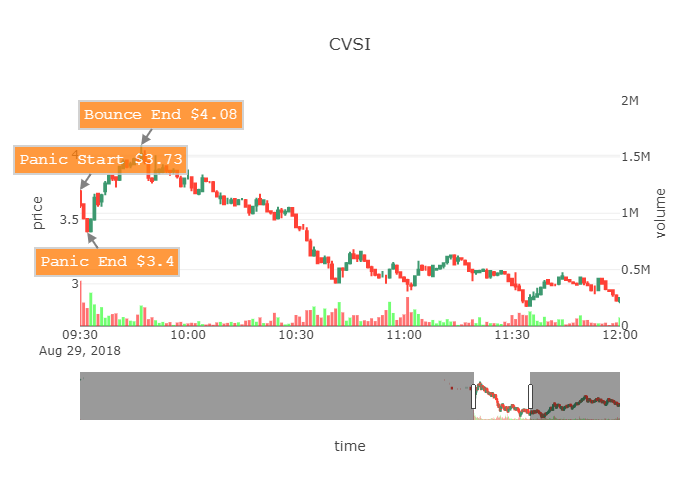 CVSI
Bounce End $4.08
2M
4
Panic Start $3.73
1.5M
price
3.5
1M
volume
Panic End $3.4
0.5M
3
0
09:30
10:00
10:30
11:00
11:30
12:00
Aug 29, 2018
time